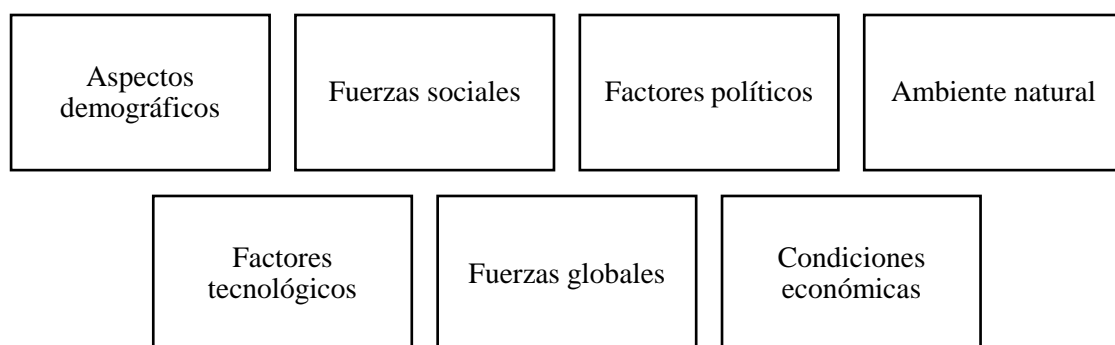 Aspectos
demográficos
Fuerzas sociales
Factores políticos
Ambiente natural
Factores
tecnológicos
Fuerzas globales
Condiciones
económicas